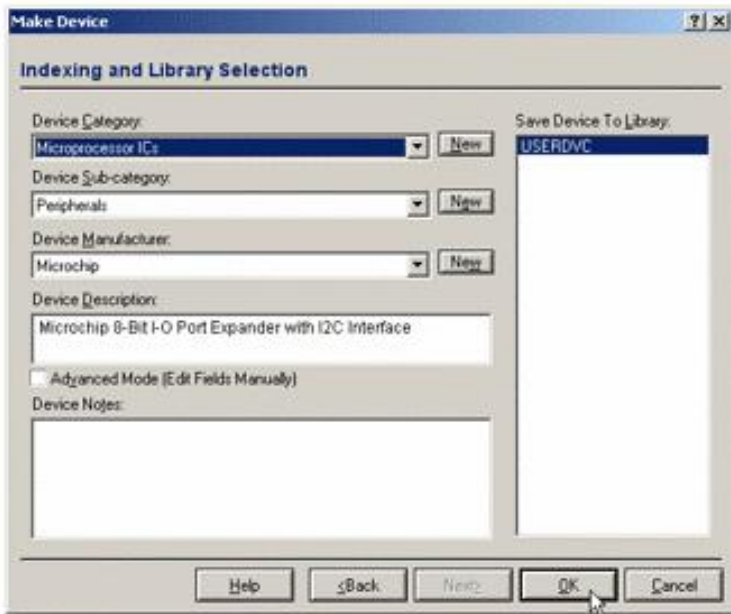 Make Device
Indexing and Library Selection
Device Category:
Microprocessor ICs
New
Device Sub-category:
Peripherals
New
Device Manufacturer:
Microchip
New
Device Description:
Microchip 8-Bit I-O Port Expander with I2C Interface
Advanced Mode (Edit Fields Manually)
Device Notes:
Save Device To Library:
USERDVC
Help
<Back
Next>
OK
Cancel